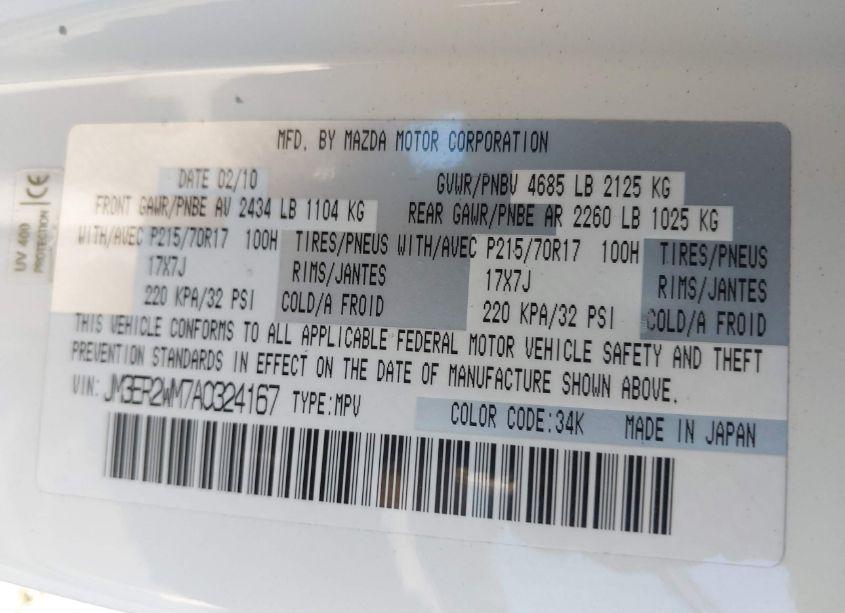 MFD. BY MAZDA MOTOR CORPORATION
DATE 02/10 GVWR/PNBV 4685 LB 2125 KG
FRONT GAWR/PNBE AV 2434 LB 1104 KG REAR GAWR/PNBE AR 2260 LB 1025 KG
WITH/AVEC P215/70R17 100H TIRES/PNEUS WITH/AVEC P215/70R17 100H TIRES/PNEUS
17X7J RIMS/JANTES 17X7J RIMS/JANTES
220 KPA/32 PSI COLD/A FROID 220 KPA/32 PSI COLD/A FROID
THIS VEHICLE CONFORMS TO ALL APPLICABLE FEDERAL MOTOR VEHICLE SAFETY AND THEFT
PREVENTION STANDARDS IN EFFECT ON THE DATE OF MANUFACTURE SHOWN ABOVE.
VIN: JM3ER2WM7A0324167 TYPE:MPV COLOR CODE:34K MADE IN JAPAN
UV 400
PROTECTION
CE